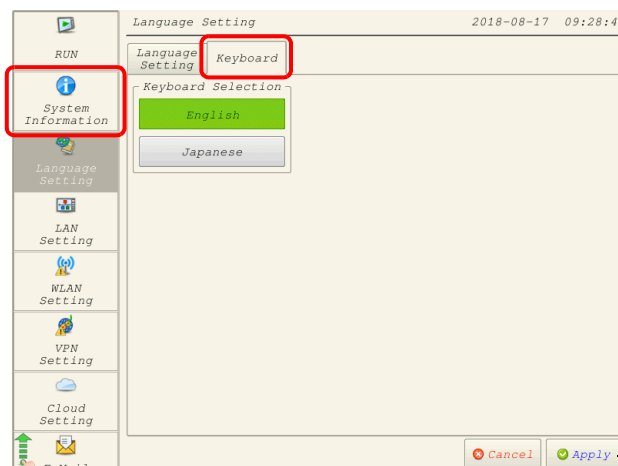 Language Setting
2018-08-17 09:28:4
RUN
System
Information
Language
Setting
LAN
Setting
WLAN
Setting
VPN
Setting
Cloud
Setting
Language
Setting
Keyboard
Keyboard Selection
English
Japanese
Cancel
Apply